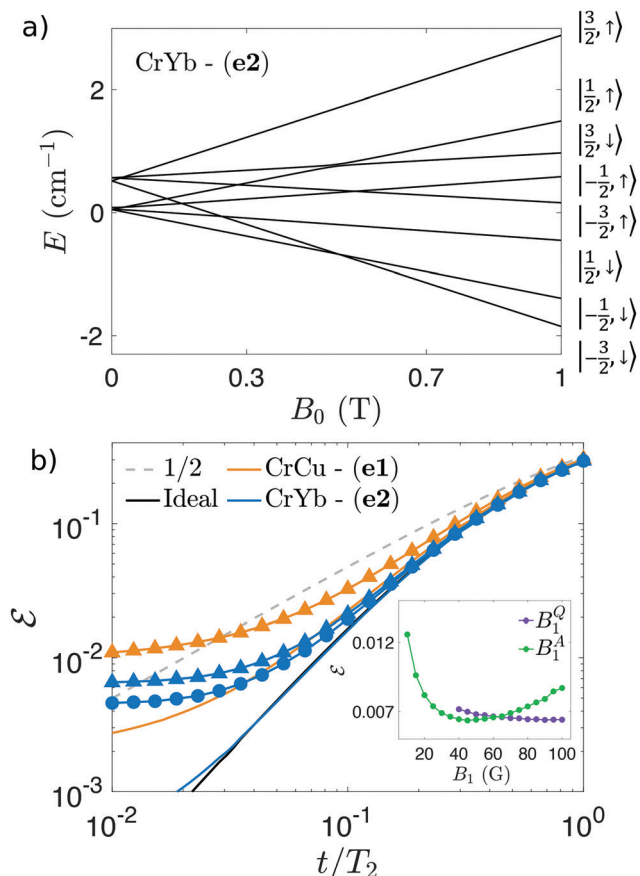 a)
CrYb - (e2)
E (cm⁻¹)
2
0
-2
0
0.3
0.7
1
B₀ (T)
|3/2, ↑⟩
|1/2, ↑⟩
|3/2, ↓⟩
|-1/2, ↑⟩
|-3/2, ↑⟩
|1/2, ↓⟩
|-1/2, ↓⟩
|-3/2, ↓⟩
b)
1/2
CrCu - (e1)
Ideal
CrYb - (e2)
ℰ
10⁻¹
10⁻²
10⁻³
10⁻²
10⁻¹
10⁰
t/T₂
B₁^Q
B₁^A
ℰ
0.012
0.007
20
40
60
80
100
B₁ (G)